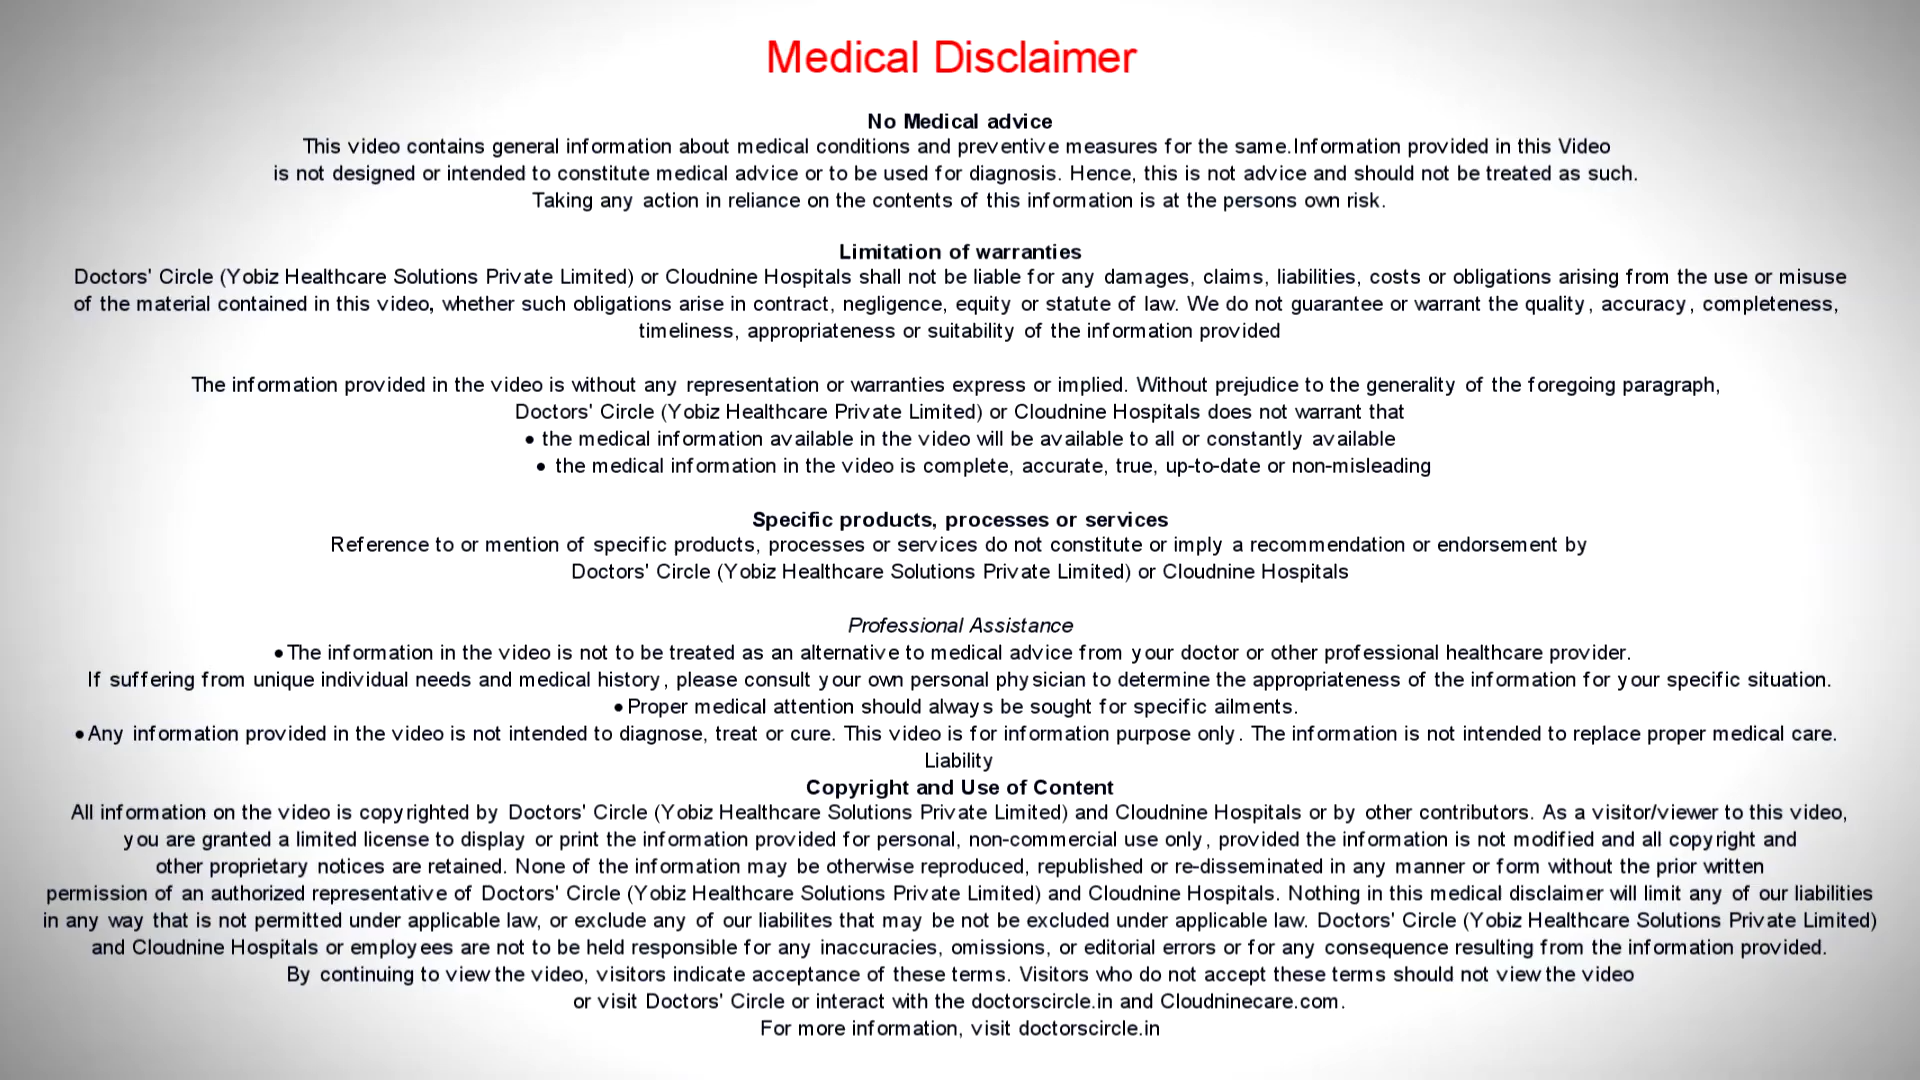 Medical Disclaimer
No Medical advice
This video contains general information about medical conditions and preventive measures for the same.Information provided in this Video
is not designed or intended to constitute medical advice or to be used for diagnosis. Hence, this is not advice and should not be treated as such.
Taking any action in reliance on the contents of this information is at the persons own risk.
Limitation of warranties
Doctors' Circle (Yobiz Healthcare Solutions Private Limited) or Cloudnine Hospitals shall not be liable for any damages, claims, liabilities, costs or obligations arising from the use or misuse
of the material contained in this video, whether such obligations arise in contract, negligence, equity or statute of law. We do not guarantee or warrant the quality, accuracy, completeness,
timeliness, appropriateness or suitability of the information provided
The information provided in the video is without any representation or warranties express or implied. Without prejudice to the generality of the foregoing paragraph,
Doctors' Circle (Yobiz Healthcare Private Limited) or Cloudnine Hospitals does not warrant that
• the medical information available in the video will be available to all or constantly available
• the medical information in the video is complete, accurate, true, up-to-date or non-misleading
Specific products, processes or services
Reference to or mention of specific products, processes or services do not constitute or imply a recommendation or endorsement by
Doctors' Circle (Yobiz Healthcare Solutions Private Limited) or Cloudnine Hospitals
Professional Assistance
•The information in the video is not to be treated as an alternative to medical advice from your doctor or other professional healthcare provider.
If suffering from unique individual needs and medical history, please consult your own personal physician to determine the appropriateness of the information for your specific situation.
•Proper medical attention should always be sought for specific ailments.
•Any information provided in the video is not intended to diagnose, treat or cure. This video is for information purpose only. The information is not intended to replace proper medical care.
Liability
Copyright and Use of Content
All information on the video is copyrighted by Doctors' Circle (Yobiz Healthcare Solutions Private Limited) and Cloudnine Hospitals or by other contributors. As a visitor/viewer to this video,
you are granted a limited license to display or print the information provided for personal, non-commercial use only, provided the information is not modified and all copyright and
other proprietary notices are retained. None of the information may be otherwise reproduced, republished or re-disseminated in any manner or form without the prior written
permission of an authorized representative of Doctors' Circle (Yobiz Healthcare Solutions Private Limited) and Cloudnine Hospitals. Nothing in this medical disclaimer will limit any of our liabilities
in any way that is not permitted under applicable law, or exclude any of our liabilites that may be not be excluded under applicable law. Doctors' Circle (Yobiz Healthcare Solutions Private Limited)
and Cloudnine Hospitals or employees are not to be held responsible for any inaccuracies, omissions, or editorial errors or for any consequence resulting from the information provided.
By continuing to view the video, visitors indicate acceptance of these terms. Visitors who do not accept these terms should not view the video
or visit Doctors' Circle or interact with the doctorscircle.in and Cloudninecare.com.
For more information, visit doctorscircle.in